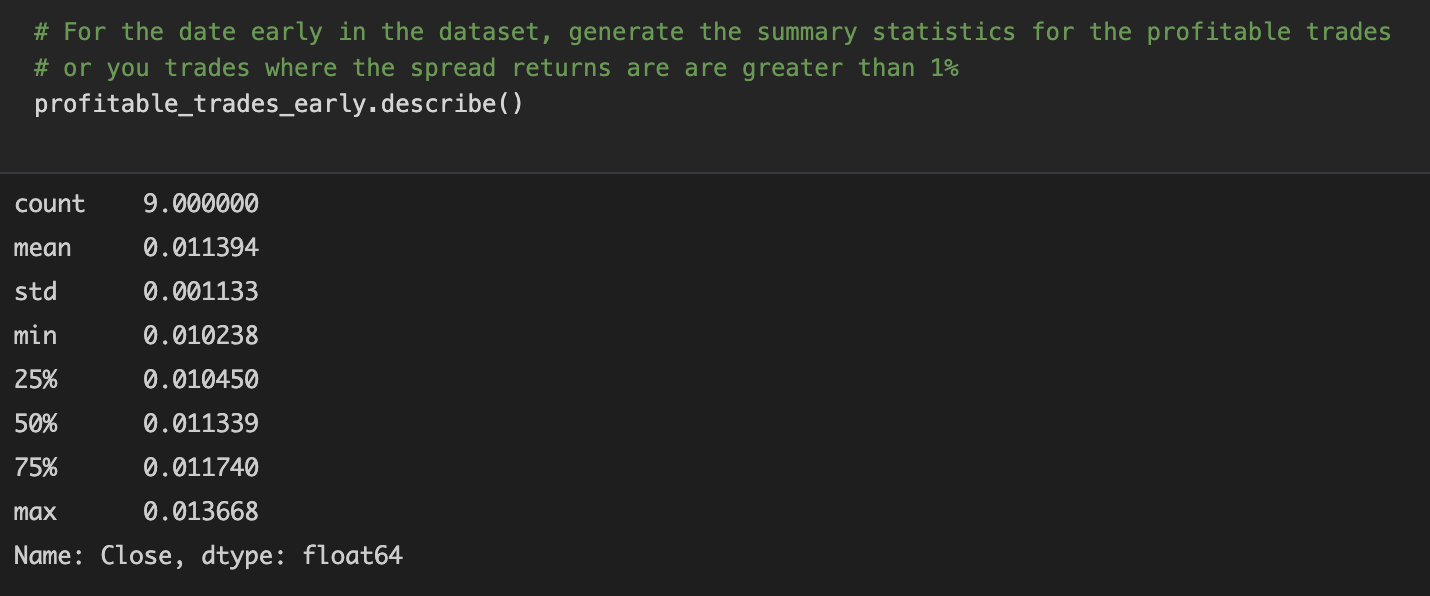 # For the date early in the dataset, generate the summary statistics for the profitable trades
# or you trades where the spread returns are are greater than 1%
profitable_trades_early.describe()
count    9.000000
mean     0.011394
std      0.001133
min      0.010238
25%      0.010450
50%      0.011339
75%      0.011740
max      0.013668
Name: Close, dtype: float64